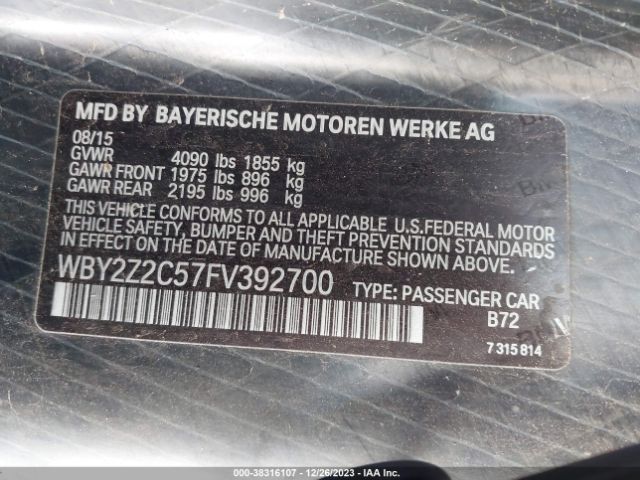 MFD BY BAYERISCHE MOTOREN WERKE AG
08/15
GVWR 4090 lbs 1855 kg
GAWR FRONT 1975 lbs 896 kg
GAWR REAR 2195 lbs 996 kg
THIS VEHICLE CONFORMS TO ALL APPLICABLE U.S.FEDERAL MOTOR
VEHICLE SAFETY, BUMPER AND THEFT PREVENTION STANDARDS
IN EFFECT ON THE DATE OF MANUFACTURE SHOWN ABOVE.
WBY2Z2C57FV392700 TYPE: PASSENGER CAR
B72
7 315 814
000-38316107 - 12/26/2023 - IAA Inc.